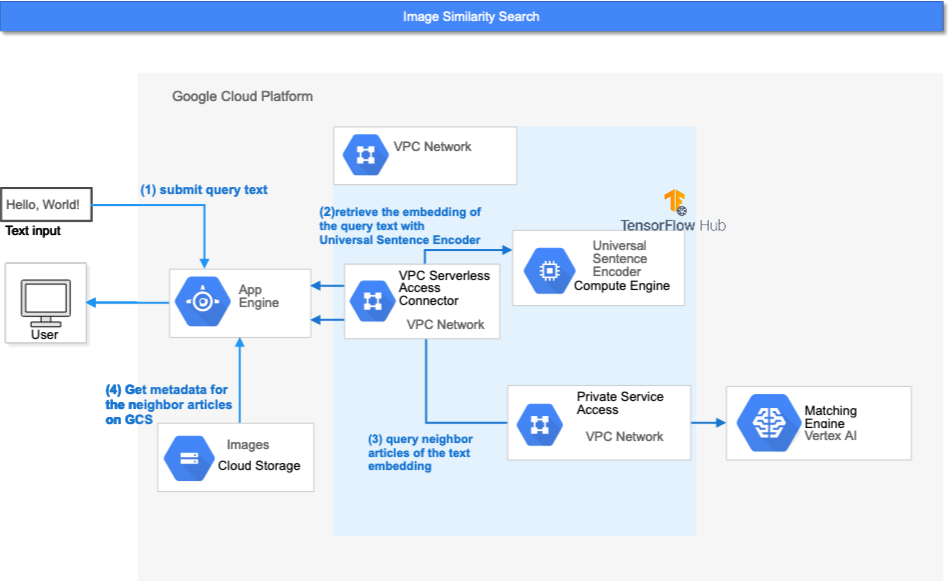 Image Similarity Search
Google Cloud Platform
VPC Network
(1) submit query text
Hello, World!
Text input
(2)retrieve the embedding of
the query text with
Universal Sentence Encoder
TensorFlow Hub
Universal
Sentence
Encoder
Compute Engine
VPC Serverless
Access
Connector
VPC Network
App
Engine
User
(4) Get metadata for
the neighbor articles
on GCS
Images
Cloud Storage
(3) query neighbor
articles of the text
embedding
Private Service
Access
VPC Network
Matching
Engine
Vertex AI